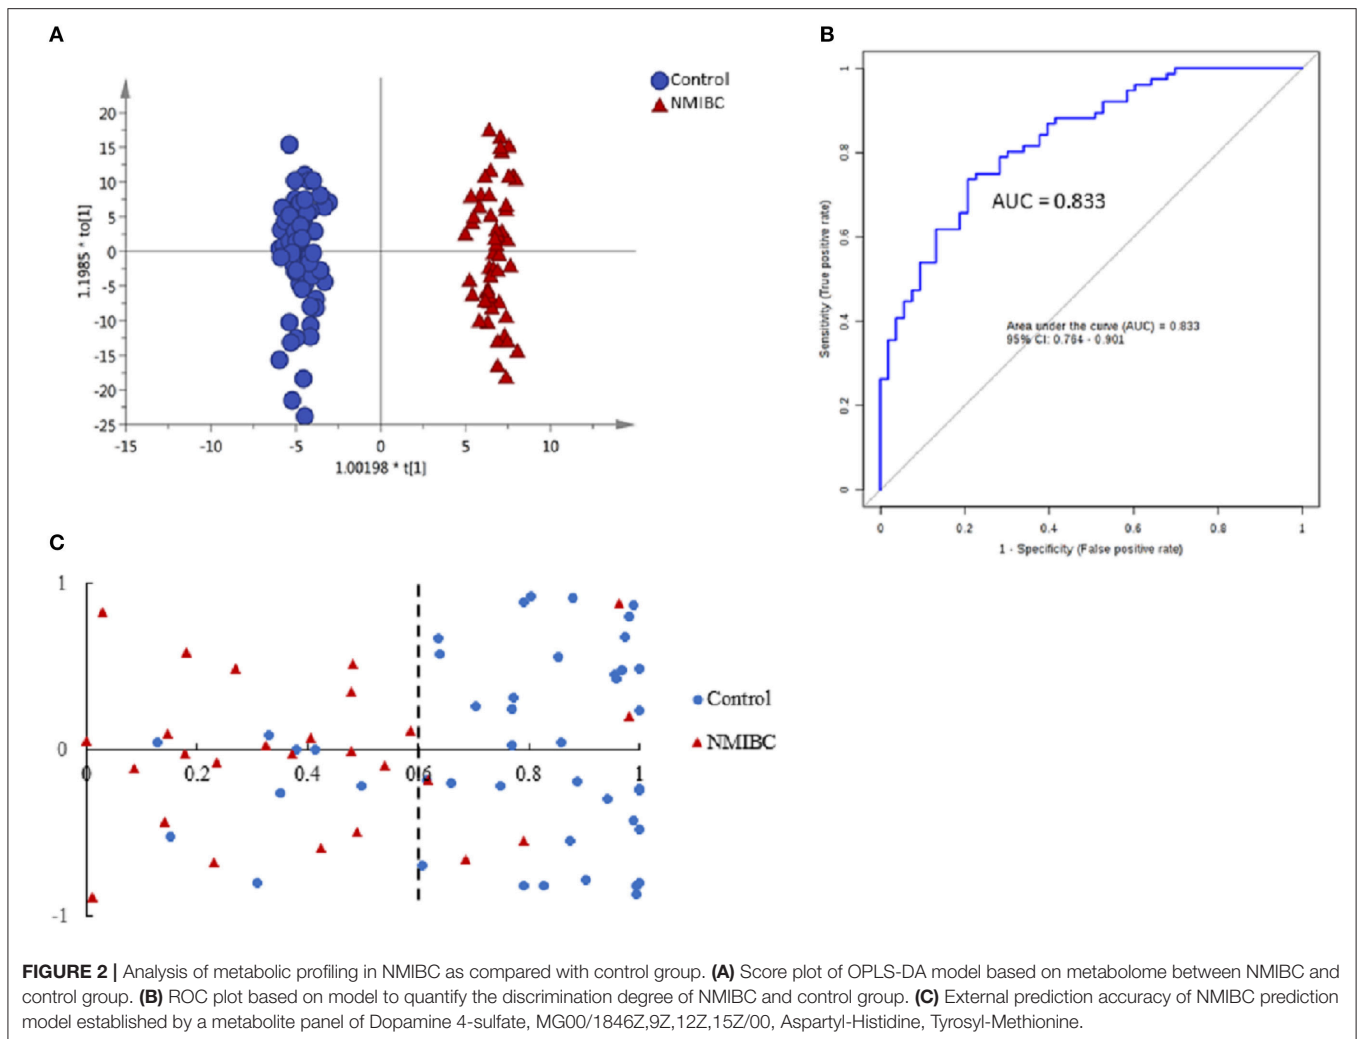 A
Control
NMIBC
20
15
10
5
0
-5
-10
-15
-20
-25
-15
-10
-5
0
5
10
1.1985 * to[1]
1.00198 * t[1]
B
1
0.8
0.6
0.4
0.2
0
Sensitivity (True positive rate)
AUC = 0.833
Area under the curve (AUC) = 0.833
95% CI: 0.764 - 0.901
0
0.2
0.4
0.6
0.8
1
1 - Specificity (False positive rate)
C
1
0
-1
0
0.2
0.4
0.6
0.8
1
Control
NMIBC
FIGURE 2 | Analysis of metabolic profiling in NMIBC as compared with control group. (A) Score plot of OPLS-DA model based on metabolome between NMIBC and
control group. (B) ROC plot based on model to quantify the discrimination degree of NMIBC and control group. (C) External prediction accuracy of NMIBC prediction
model established by a metabolite panel of Dopamine 4-sulfate, MG00/1846Z,9Z,12Z,15Z/00, Aspartyl-Histidine, Tyrosyl-Methionine.